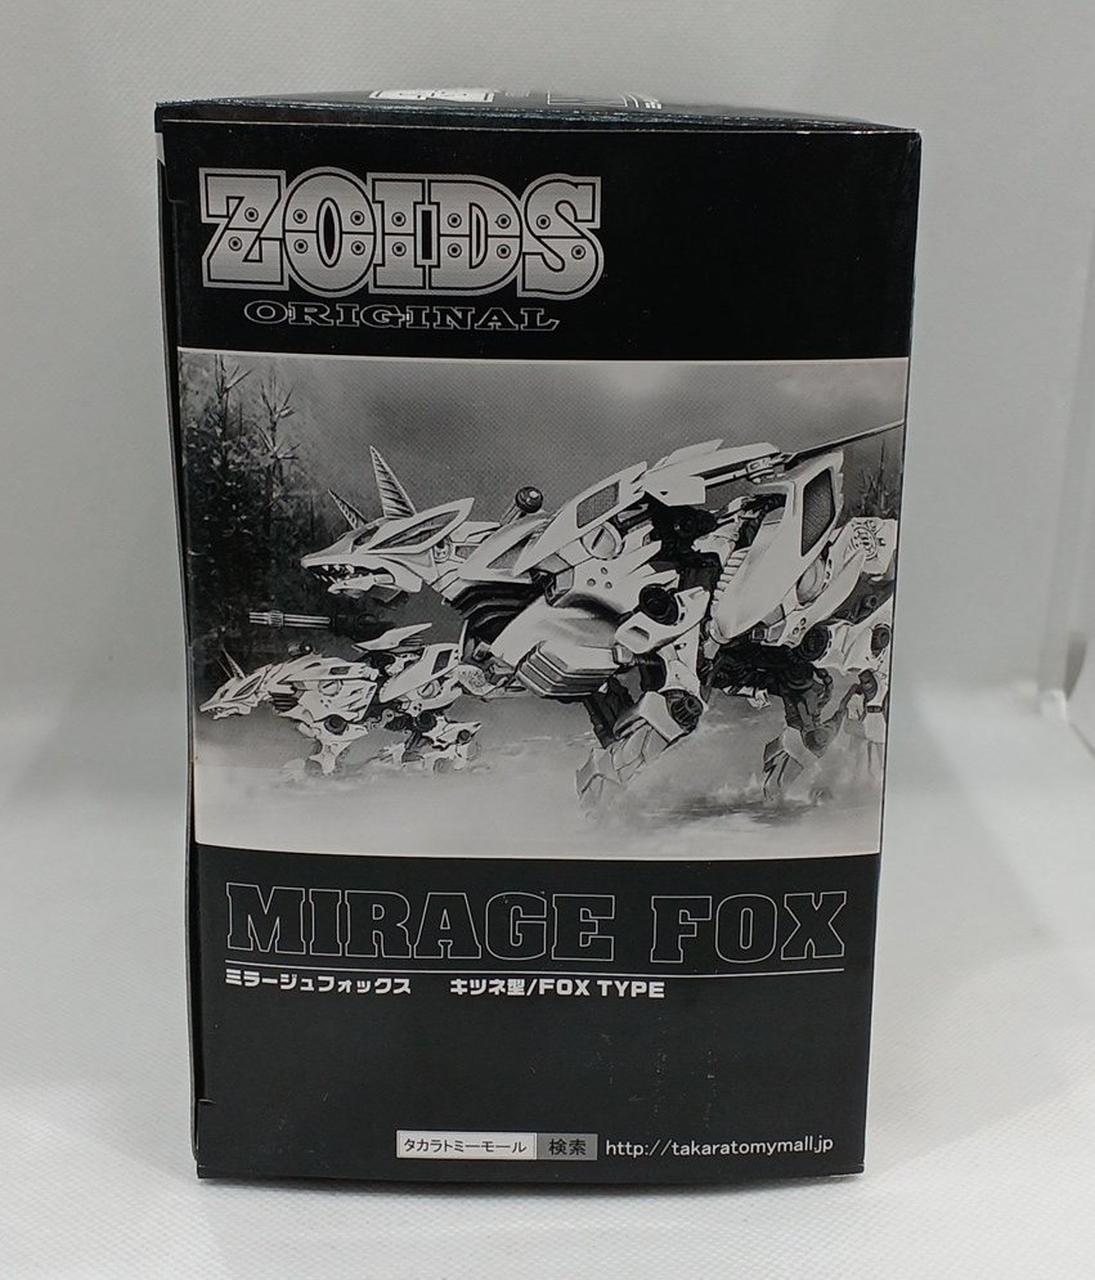 ZOIDS
ORIGINAL
MIRAGE FOX
ミラージュフォックス キツネ型/FOX TYPE
タカラトミーモール 検索 http://takaratomymall.jp